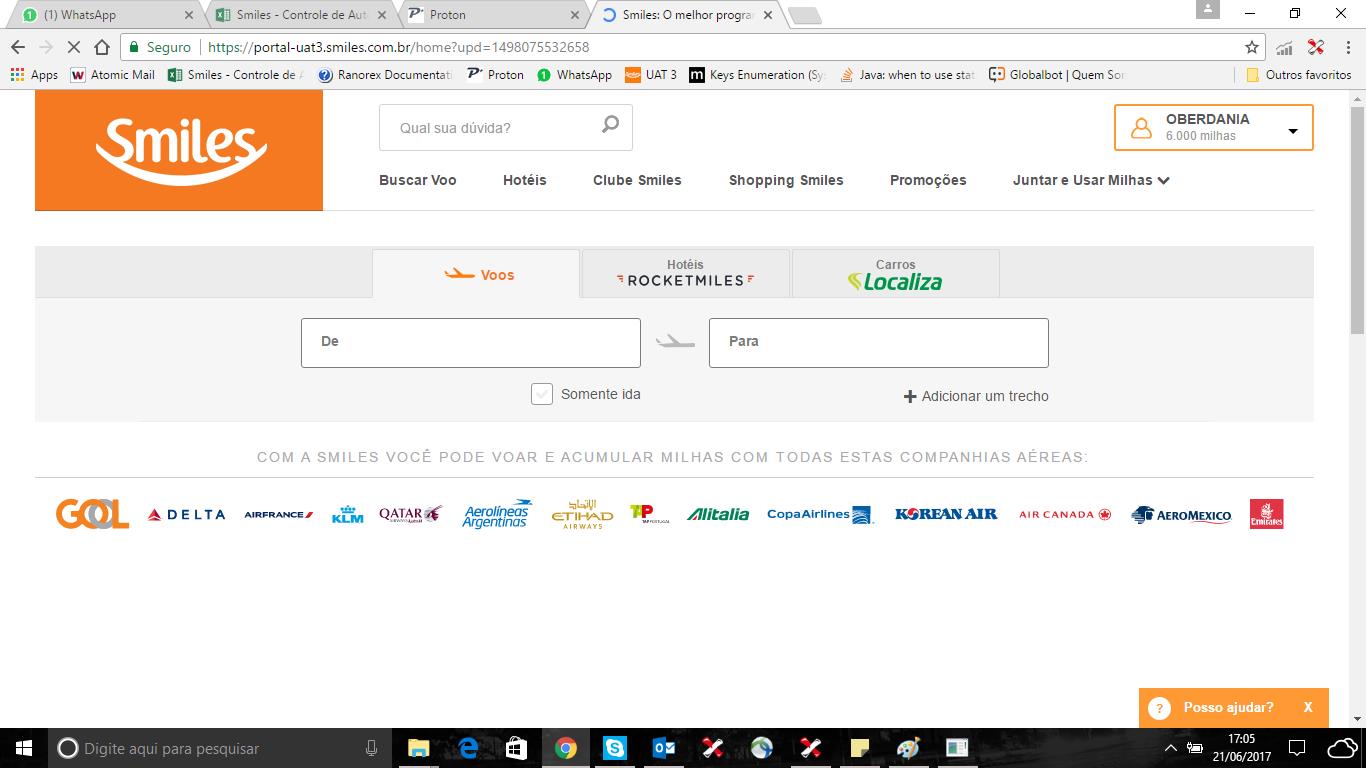 (1) WhatsApp
Smiles - Controle de Aut
Proton
Smiles: O melhor progra
Seguro
https://portal-uat3.smiles.com.br/home?upd=1498075532658
Apps
Atomic Mail
Smiles - Controle de A
Ranorex Documentati
Proton
WhatsApp
UAT 3
Keys Enumeration (Sy
Java: when to use stat
Globalbot | Quem Som
Outros favoritos
Smiles
Qual sua dúvida?
OBERDANIA
6.000 milhas
Buscar Voo
Hotéis
Clube Smiles
Shopping Smiles
Promoções
Juntar e Usar Milhas
Voos
Hotéis
ROCKETMILES
Carros
Localiza
De
Para
Somente ida
Adicionar um trecho
COM A SMILES VOCÊ PODE VOAR E ACUMULAR MILHAS COM TODAS ESTAS COMPANHIAS AÉREAS:
GOL
DELTA
AIRFRANCE
KLM
QATAR
AIRWAYS
Aerolíneas
Argentinas
الإتحاد
ETIHAD
AIRWAYS
TAP
TAP PORTUGAL
Alitalia
CopaAirlines
KOREAN AIR
AIR CANADA
AEROMEXICO
Emirates
? Posso ajudar? X
Digite aqui para pesquisar
17:05
21/06/2017